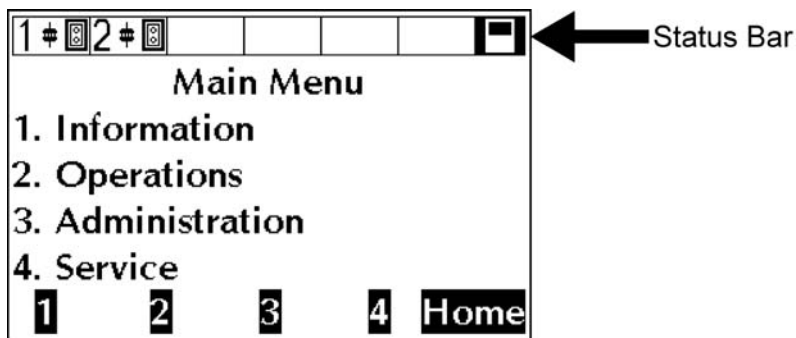 1 2 Status Bar
Main Menu
1. Information
2. Operations
3. Administration
4. Service
1 2 3 4 Home